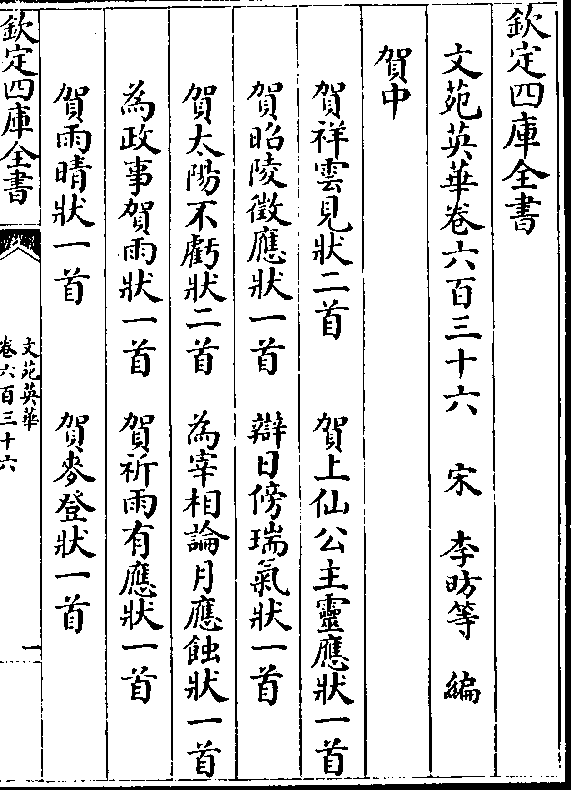 欽定四庫全書
文苑英華卷六百三十六　宋　李昉等　編
賀中
賀祥雲見狀二首　賀上仙公主靈應狀一首
賀昭陵徵應狀一首　辯日傍瑞氣狀一首
賀太陽不虧狀二首　為宰相論月應蝕狀一首
為政事賀雨狀一首　賀祈雨有應狀一首
賀雨晴狀一首　賀麥登狀一首
欽定四庫全書
文苑英華
卷六百三十六
一